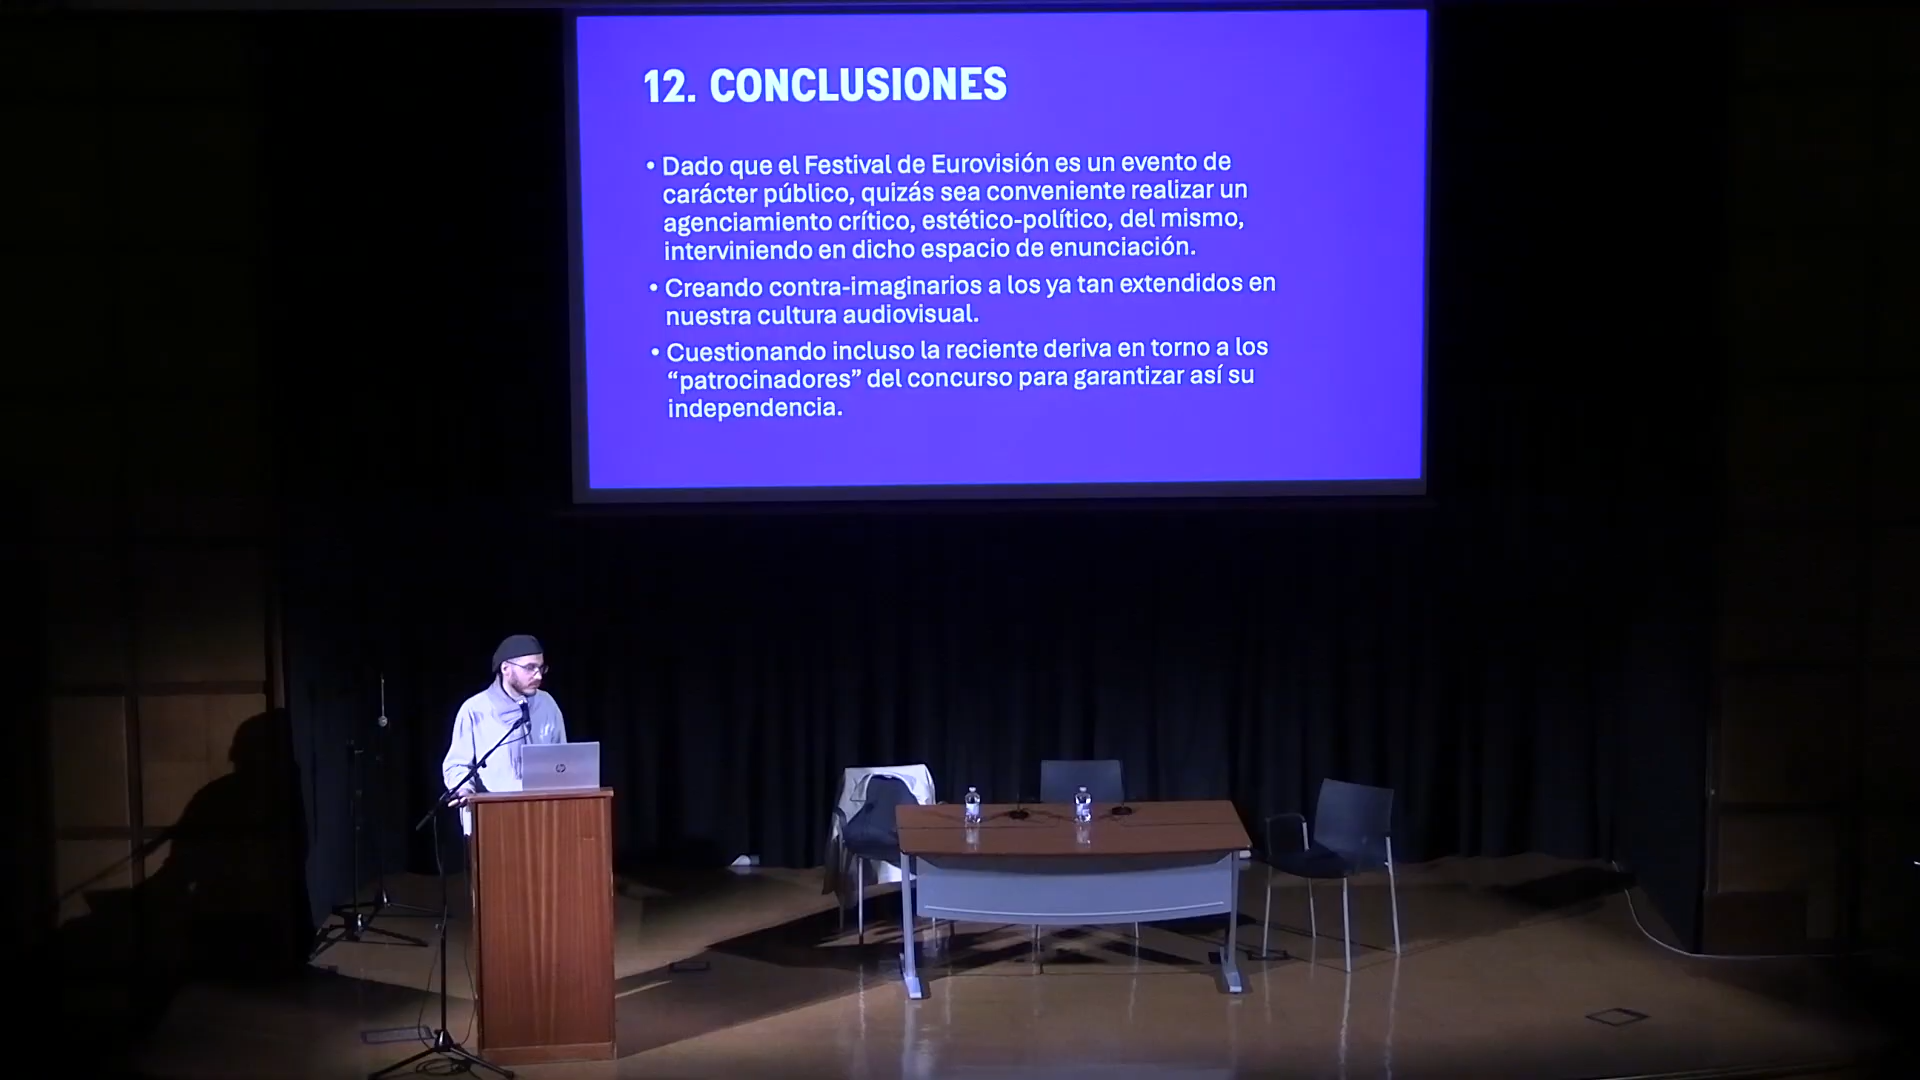 12. CONCLUSIONES
• Dado que el Festival de Eurovisión es un evento de
carácter público, quizás sea conveniente realizar un
agenciamiento crítico, estético-político, del mismo,
interviniendo en dicho espacio de enunciación.
• Creando contra-imaginarios a los ya tan extendidos en
nuestra cultura audiovisual.
• Cuestionando incluso la reciente deriva en torno a los
“patrocinadores” del concurso para garantizar así su
independencia.
hp